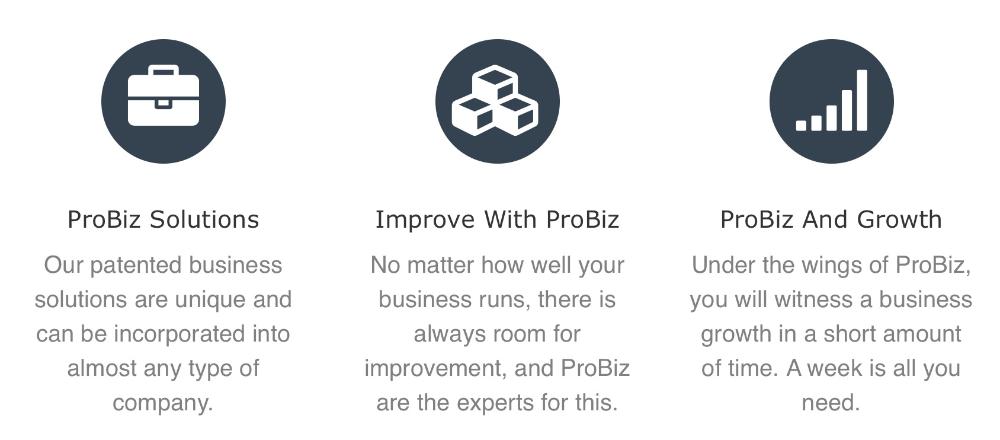 ProBiz Solutions
Our patented business
solutions are unique and
can be incorporated into
almost any type of
company.
Improve With ProBiz
No matter how well your
business runs, there is
always room for
improvement, and ProBiz
are the experts for this.
ProBiz And Growth
Under the wings of ProBiz,
you will witness a business
growth in a short amount
of time. A week is all you
need.